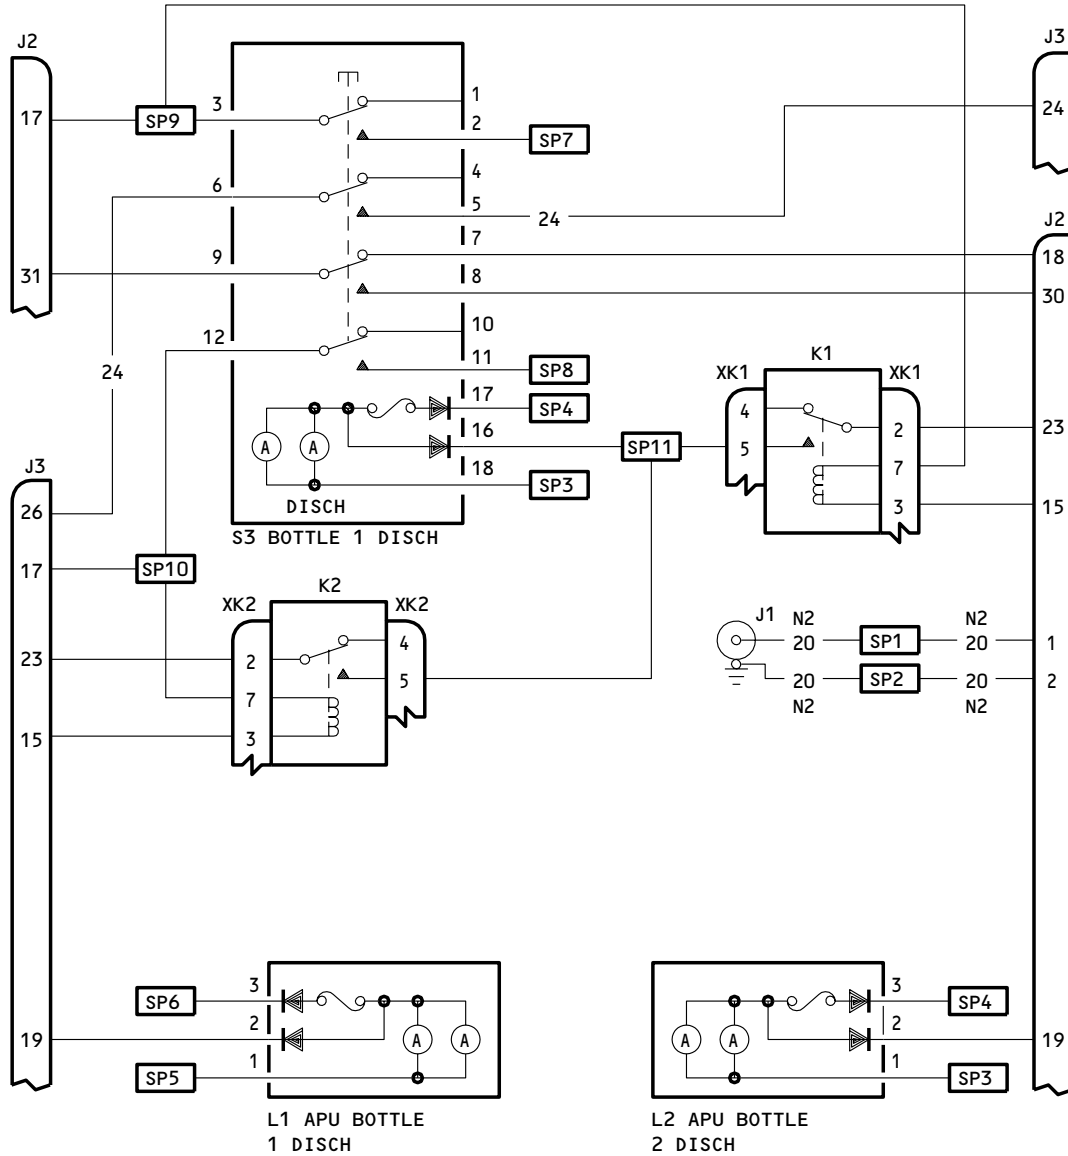 J2
J3
17
SP9
3
1
2
SP7
24
6
4
5
24
J2
9
7
18
31
8
30
12
10
11
SP8
K1
24
XK1
XK1
17
SP4
4
2
23
A
A
16
SP11
5
7
J3
18
SP3
3
15
26
DISCH
S3 BOTTLE 1 DISCH
17
SP10
K2
XK2
XK2
J1
N2
N2
4
20
SP1
20
1
23
2
5
20
SP2
20
2
7
N2
N2
15
3
3
3
SP6
SP4
2
2
19
A
A
A
A
19
1
1
SP5
SP3
L1 APU BOTTLE
1 DISCH
L2 APU BOTTLE
2 DISCH